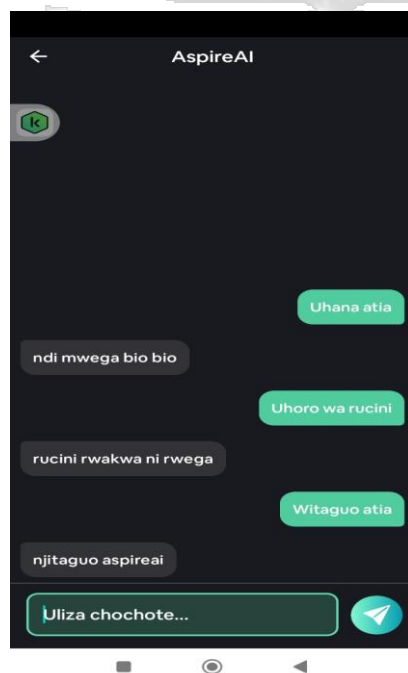 AspireAI
k
Uhana atia
ndi mwega bio bio
Uhoro wa rucini
rucini rwakwa ni rwega
Witaguo atia
njitaguo aspireai
Uliza chochote...